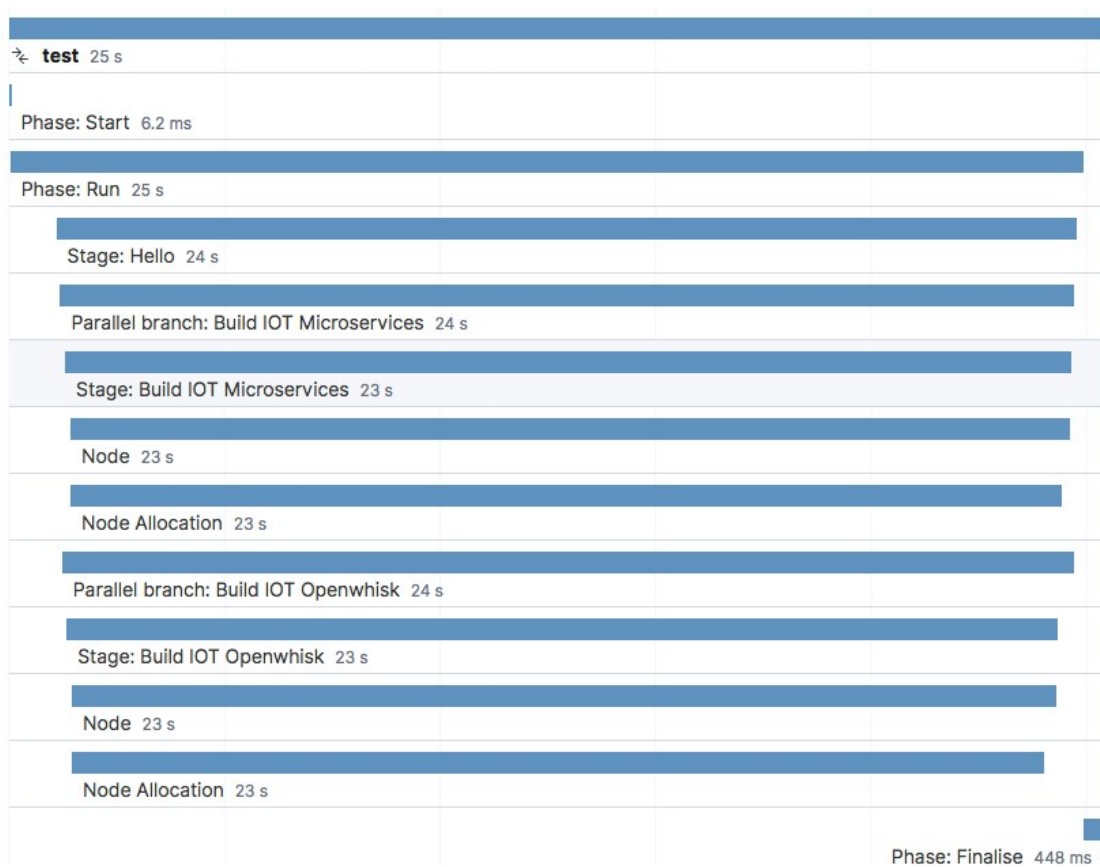 test 25 s
Phase: Start 6.2 ms
Phase: Run 25 s
Stage: Hello 24 s
Parallel branch: Build IOT Microservices 24 s
Stage: Build IOT Microservices 23 s
Node 23 s
Node Allocation 23 s
Parallel branch: Build IOT Openwhisk 24 s
Stage: Build IOT Openwhisk 23 s
Node 23 s
Node Allocation 23 s
Phase: Finalise 448 ms